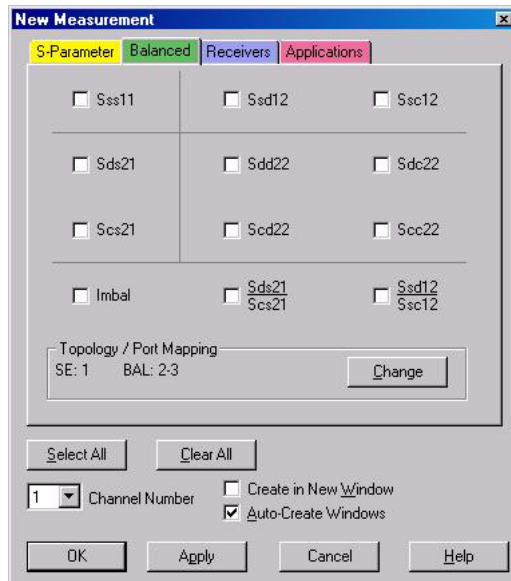 New Measurement
S-Parameter Balanced Receivers Applications
Sss11 Ssd12 Ssc12
Sds21 Sdd22 Sdc22
Scs21 Scd22 Scc22
Imbal Sds21 Ssd12
Scs21 Ssc12
Topology / Port Mapping
SE: 1 BAL: 2-3 Change
Select All Clear All
1 Channel Number
Create in New Window
Auto-Create Windows
OK Apply Cancel Help